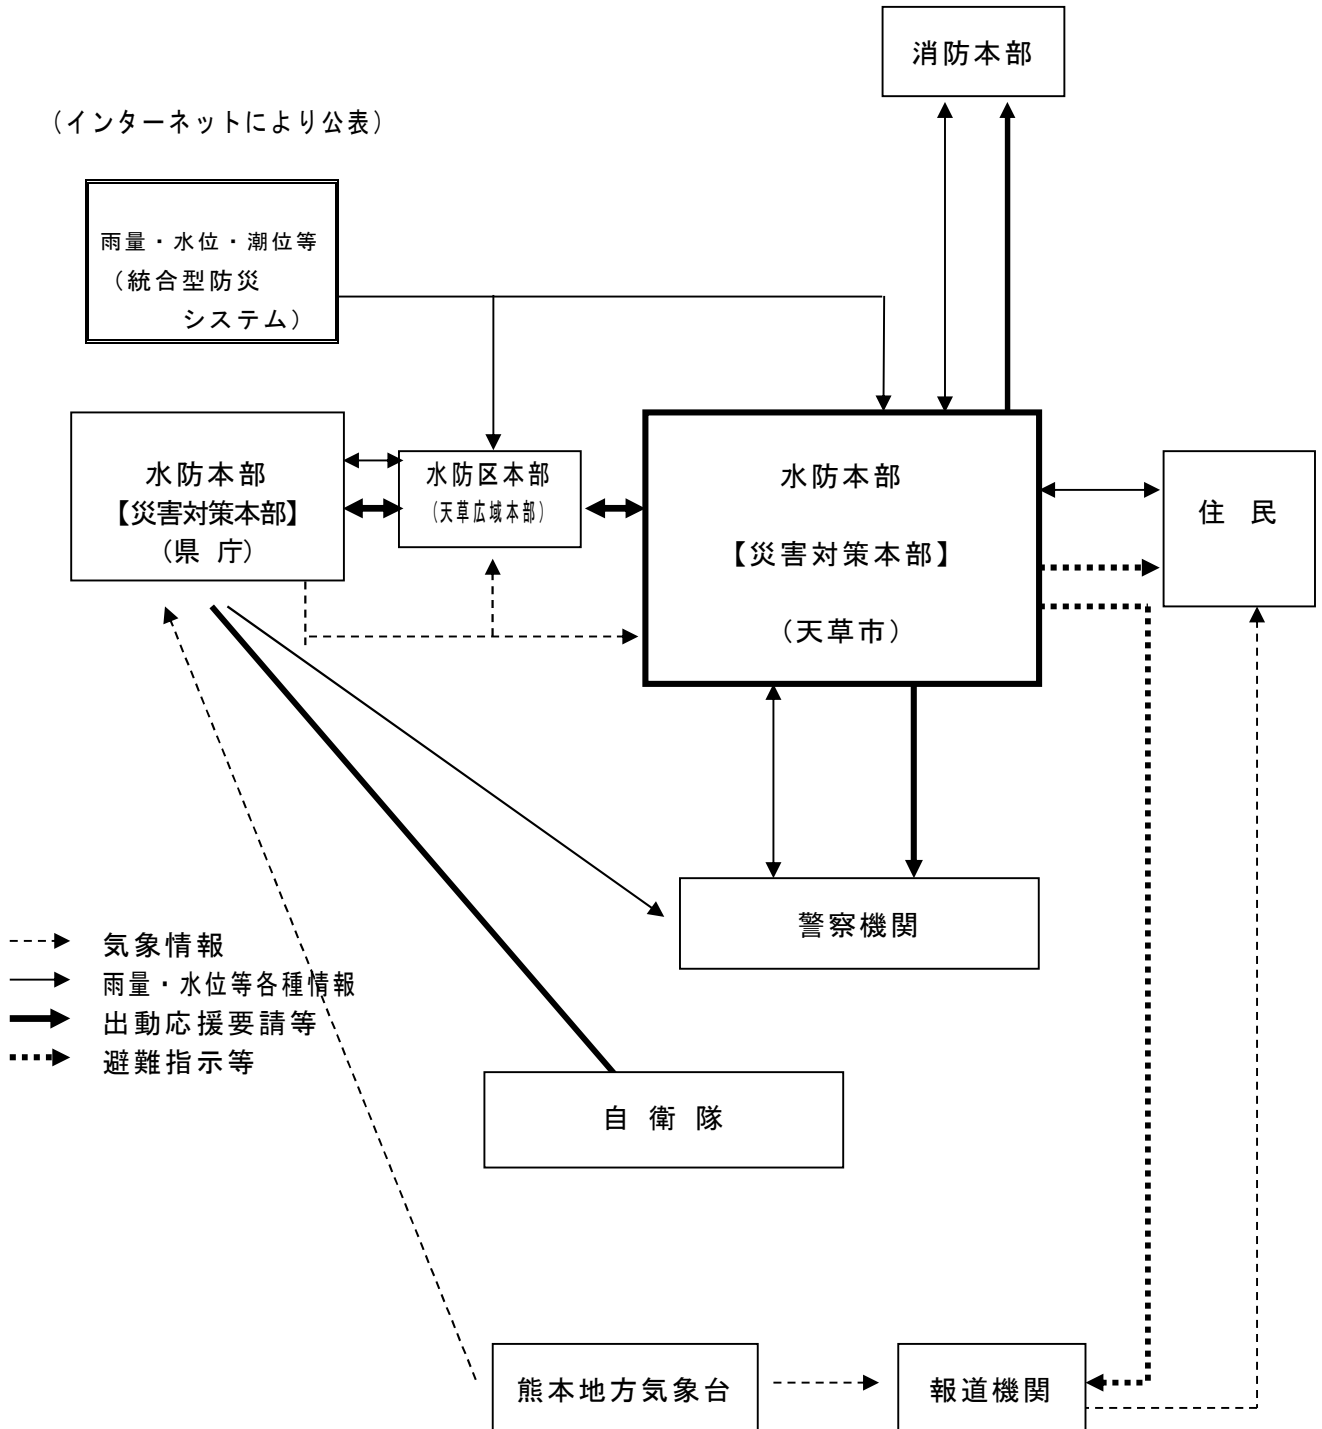 消防本部
（インターネットにより公表）
雨量・水位・潮位等
（統合型防災
システム）
水防本部
【災害対策本部】
（県 庁）
水防区本部
（天草広域本部）
水防本部
【災害対策本部】
（天草市）
住 民
警察機関
気象情報
雨量・水位等各種情報
出動応援要請等
避難指示等
自 衛 隊
熊本地方気象台
報道機関